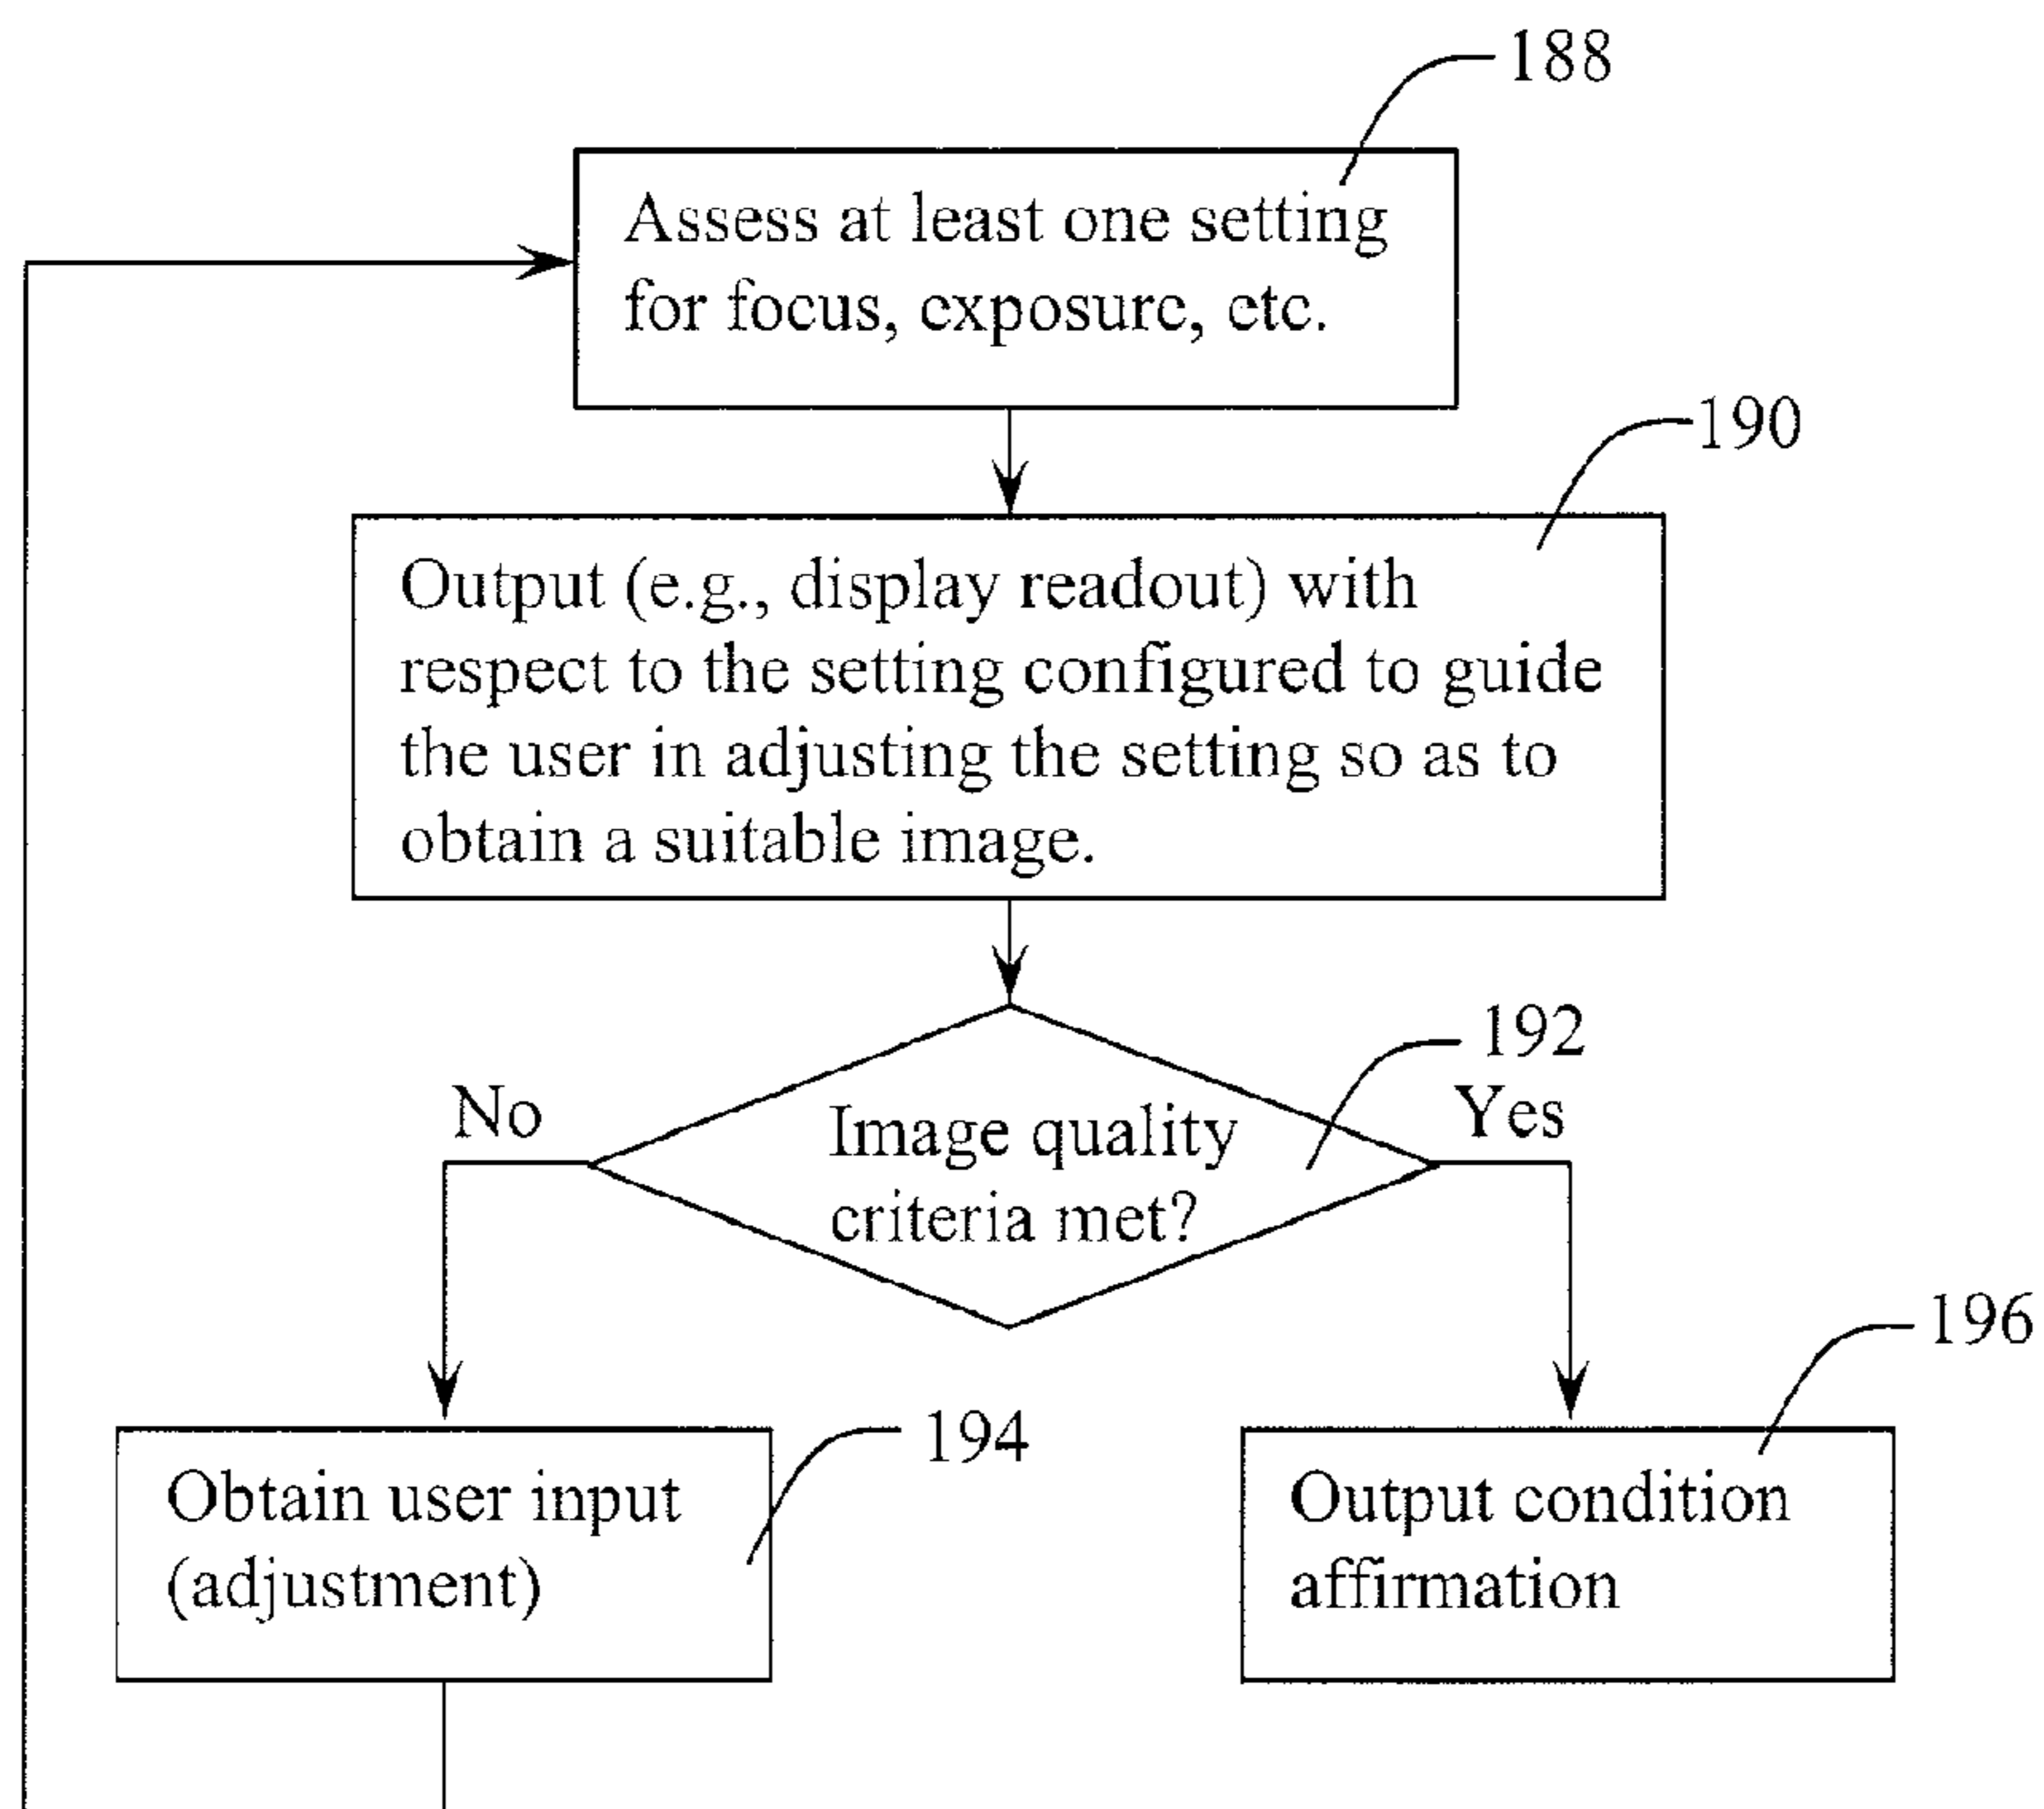 188
Assess at least one setting
for focus, exposure, etc.
190
Output (e.g., display readout) with
respect to the setting configured to guide
the user in adjusting the setting so as to
obtain a suitable image.
192
No
Yes
Image quality
criteria met?
196
194
Obtain user input
(adjustment)
Output condition
affirmation